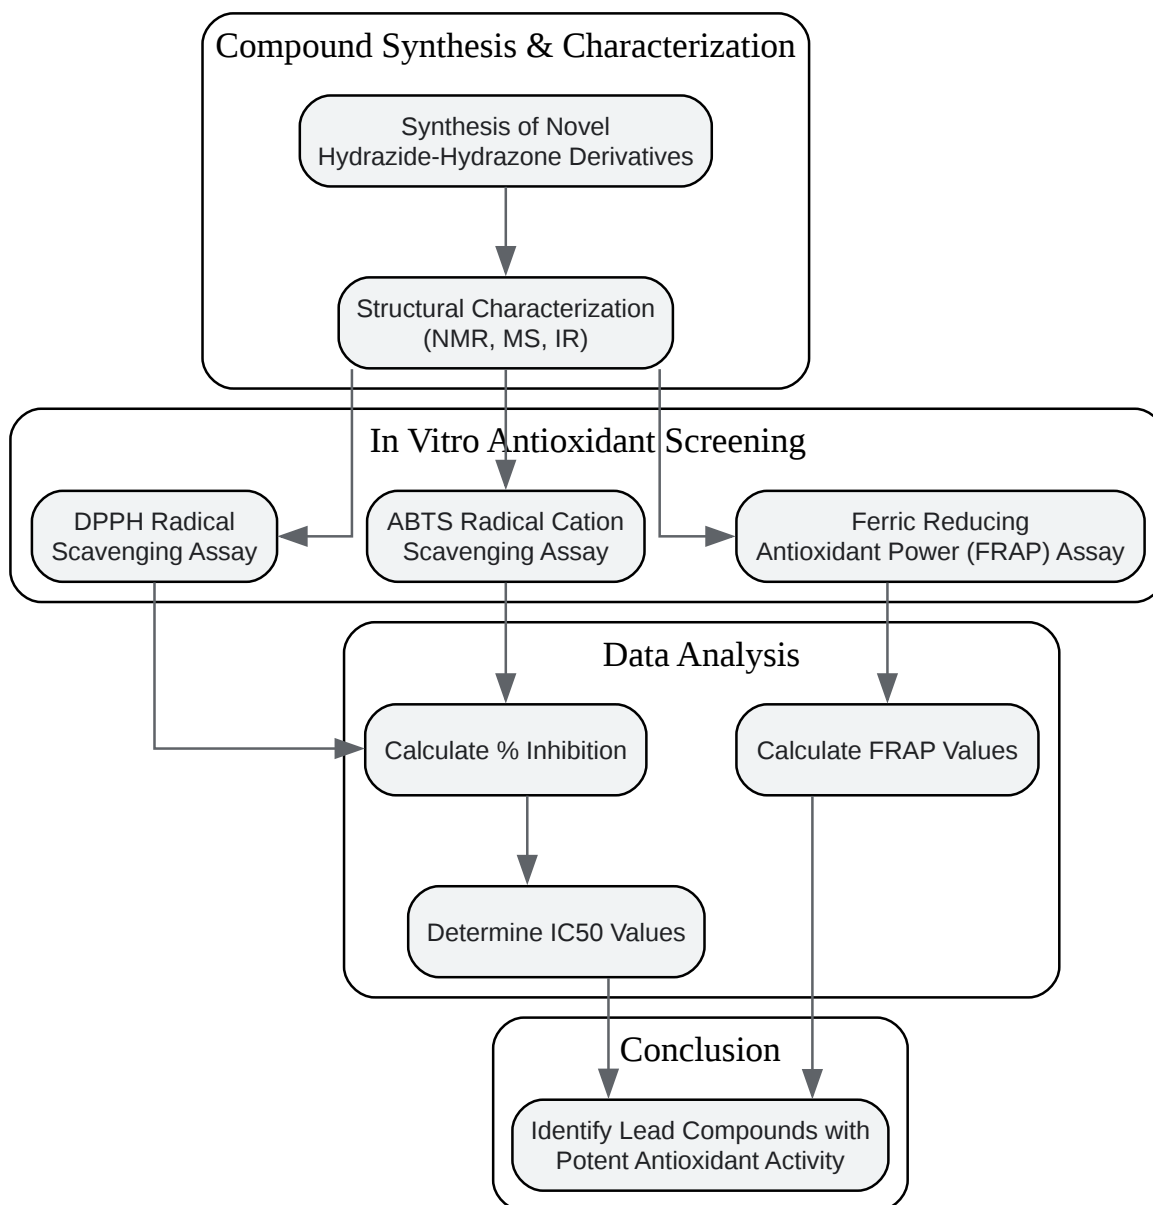 Compound Synthesis & Characterization
Synthesis of Novel
Hydrazide-Hydrazone Derivatives
Structural Characterization
(NMR, MS, IR)
In Vitro Antioxidant Screening
DPPH Radical
Scavenging Assay
ABTS Radical Cation
Scavenging Assay
Ferric Reducing
Antioxidant Power (FRAP) Assay
Data Analysis
Calculate % Inhibition
Calculate FRAP Values
Determine IC50 Values
Conclusion
Identify Lead Compounds with
Potent Antioxidant Activity